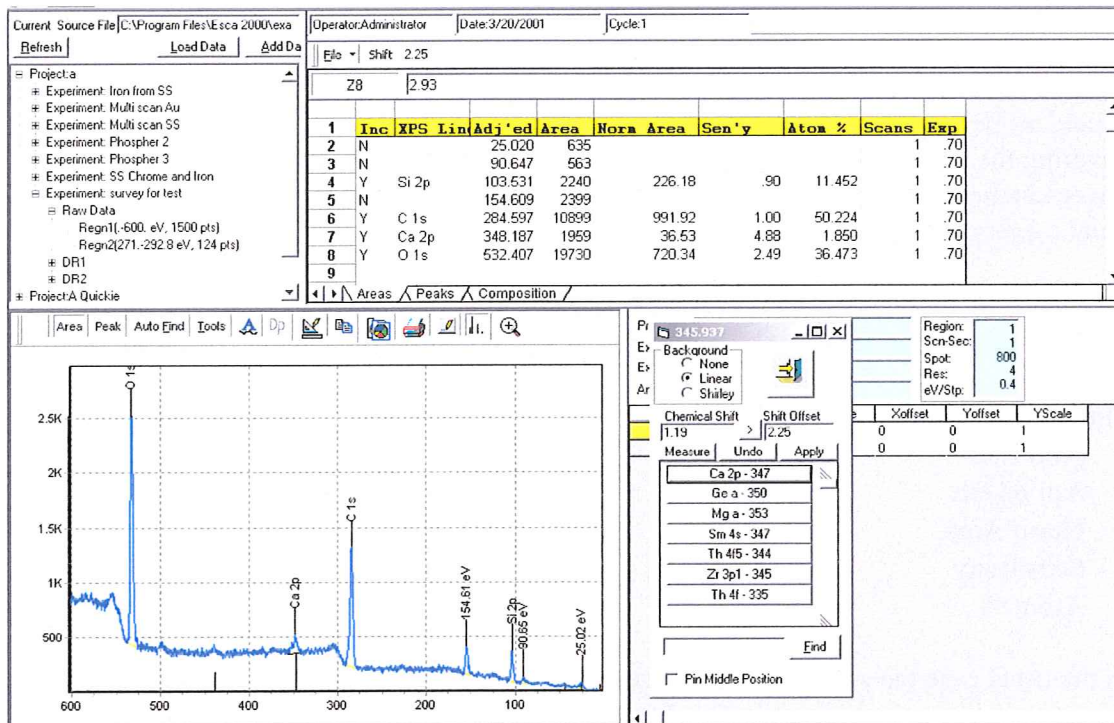 Current Source File C:\Program Files\Esca 2000\exa
Refresh Load Data Add Da
Project:a
Experiment: Iron from SS
Experiment: Multi scan Au
Experiment: Multi scan SS
Experiment: Phospher 2
Experiment: Phospher 3
Experiment: SS Chrome and Iron
Experiment: survey for test
Raw Data
Regn1(.-600. eV, 1500 pts)
Regn2(271.-292.8 eV, 124 pts)
DR1
DR2
Project:A Quickie
Operator:Administrator Date:3/20/2001 Cycle:1
File Shift 2.25
Z8 2.93
1 Inc XPS Lin Adj'ed Area Norm Area Sen'y Atom % Scans Exp
2 N 25.020 635 1 .70
3 N 90.647 563 1 .70
4 Y Si 2p 103.531 2240 226.18 .90 11.452 1 .70
5 N 154.609 2399 1 .70
6 Y C 1s 284.597 10899 991.92 1.00 50.224 1 .70
7 Y Ca 2p 348.187 1959 36.53 4.88 1.850 1 .70
8 Y O 1s 532.407 19730 720.34 2.49 36.473 1 .70
9
Areas Peaks Composition
Area Peak Auto Find Tools A Dp
O 1s
Ca 2p
C 1s
154.61 eV
Si 2p
90.65 eV
25.02 eV
2.5K
2K
1.5K
1K
500
600 500 400 300 200 100 0
345.937
Background
None
Linear
Shirley
Chemical Shift Shift Offset
1.19 > 2.25
Measure Undo Apply
Ca 2p - 347
Ge a - 350
Mg a - 353
Sm 4s - 347
Th 4f5 - 344
Zr 3p1 - 345
Th 4f - 335
Find
Pin Middle Position
Region: 1
Scn-Sec: 1
Spot: 800
Res: 4
eV/Stp: 0.4
Xoffset Yoffset YScale
0 0 1
0 0 1